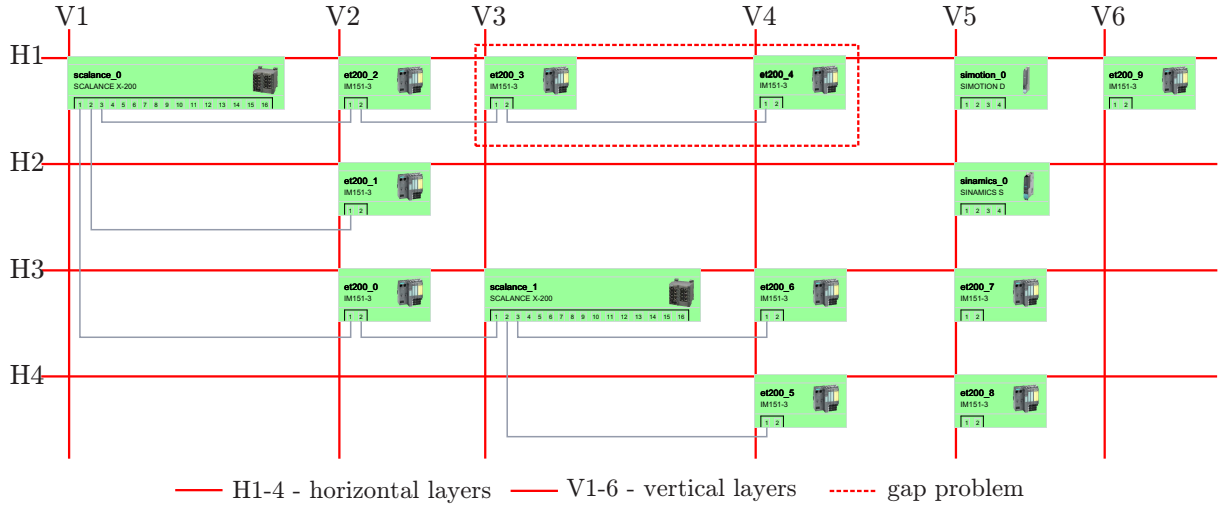 V1 V2 V3 V4 V5 V6
H1
scalance_0 et200_2 et200_3 et200_4 simotion_0 et200_9
SCALANCE X-200 IM151-3 IM151-3 IM151-3 SIMOTION D IM151-3
1 2 3 4 5 6 7 8 9 10 11 12 13 14 15 16 1 2 1 2 1 2 1 2 3 4 1 2
H2
et200_1 sinamics_0
IM151-3 SINAMICS S
1 2 1 2 3 4
H3
et200_0 scalance_1 et200_6 et200_7
IM151-3 SCALANCE X-200 IM151-3 IM151-3
1 2 1 2 3 4 5 6 7 8 9 10 11 12 13 14 15 16 1 2 1 2
H4
et200_5 et200_8
IM151-3 IM151-3
1 2 1 2
H1-4 - horizontal layers V1-6 - vertical layers gap problem